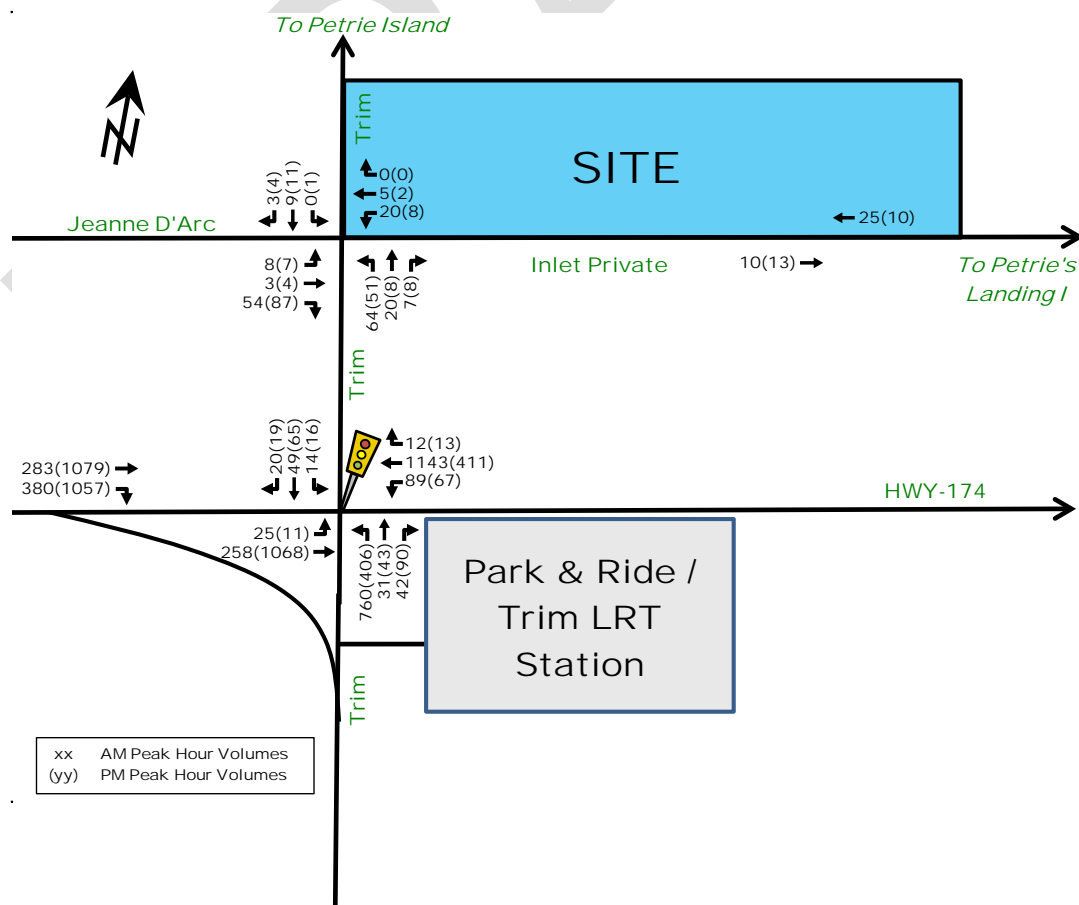 To Petrie Island
Trim
SITE
3(4)
9(11)
0(1)
0(0)
5(2)
20(8)
Jeanne D'Arc
25(10)
8(7)
3(4)
54(87)
64(51)
20(8)
7(8)
Inlet Private
10(13)
To Petrie's
Landing I
Trim
20(19)
49(65)
14(16)
12(13)
1143(411)
89(67)
283(1079)
380(1057)
HWY-174
25(11)
258(1068)
760(406)
31(43)
42(90)
Park & Ride /
Trim LRT
Station
Trim
xx AM Peak Hour Volumes
(yy) PM Peak Hour Volumes
N